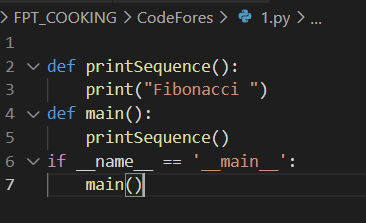 > FPT_COOKING > CodeFores > 1.py > ...
1
2 def printSequence():
3     print("Fibonacci ")
4 def main():
5     printSequence()
6 if __name__ == '__main__':
7     main()